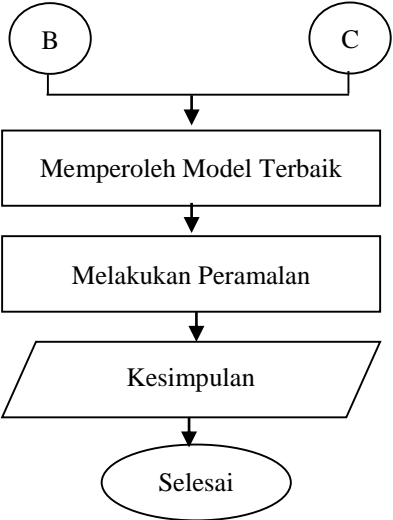 B
C
Memperoleh Model Terbaik
Melakukan Peramalan
Kesimpulan
Selesai